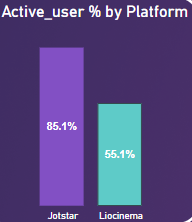 Active_user % by Platform
85.1%
55.1%
Jotstar Liocinema